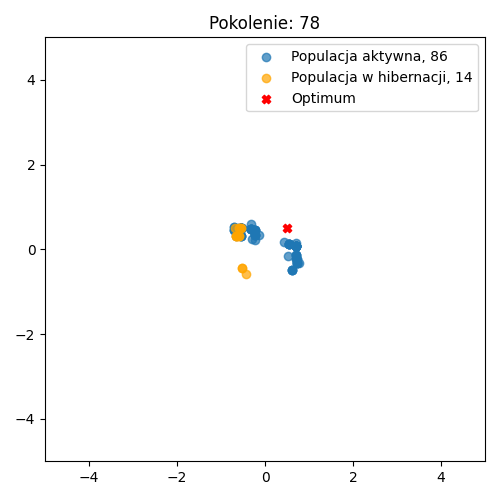 Pokolenie: 78
Populacja aktywna, 86
Populacja w hibernacji, 14
Optimum
4
2
0
−2
−4
−4
−2
0
2
4